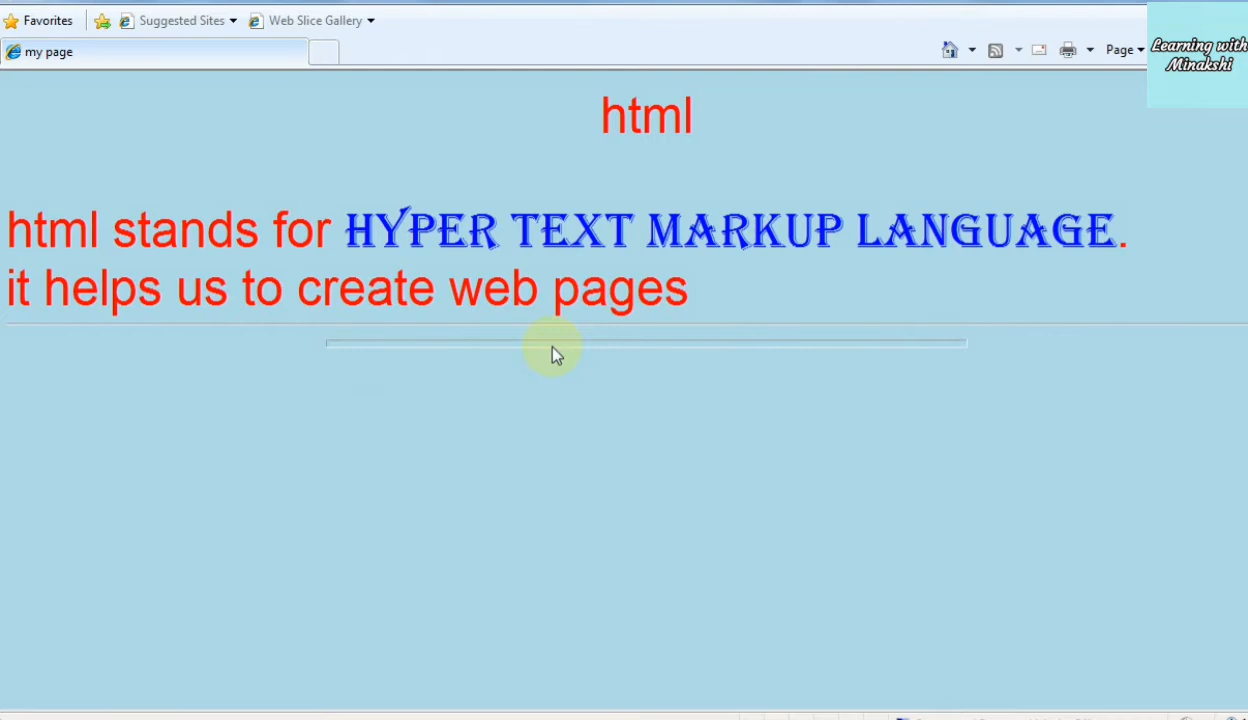 Favorites Suggested Sites Web Slice Gallery
my page
Page
Learning with
Minakshi
html
html stands for HYPER TEXT MARKUP LANGUAGE.
it helps us to create web pages